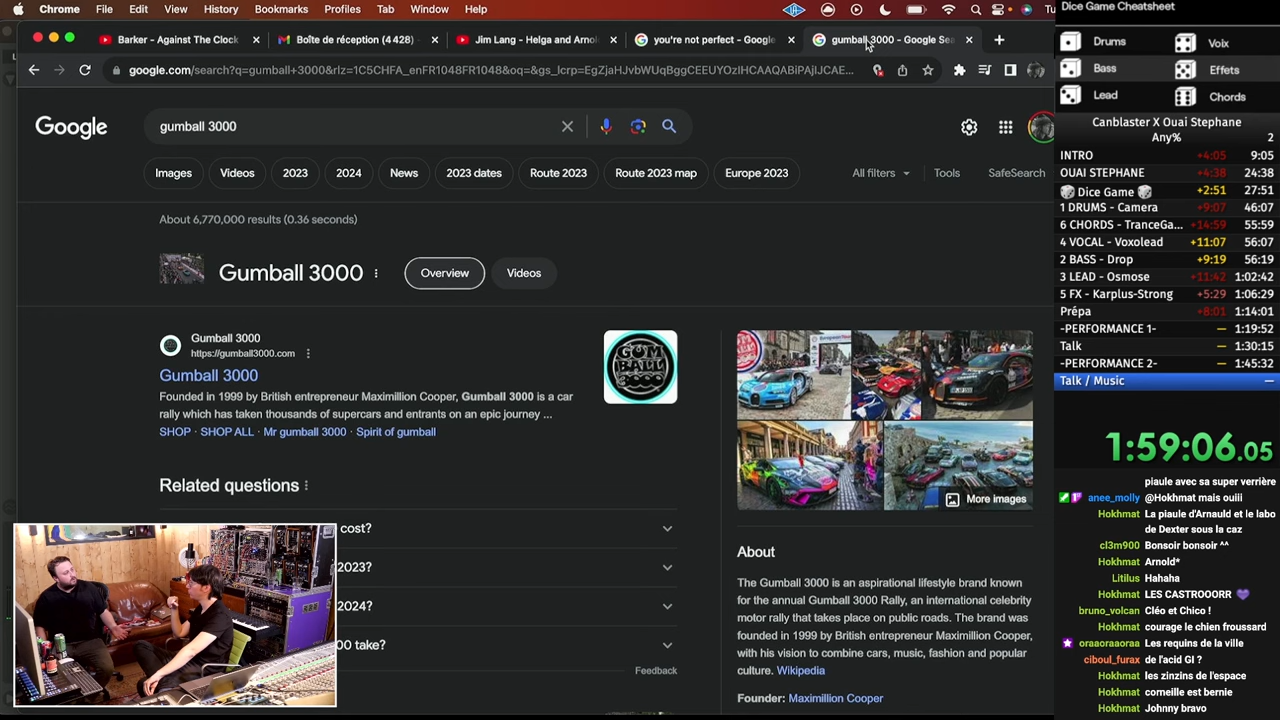 Chrome File Edit View History Bookmarks Profiles Tab Window Help
Barker - Against The Clock
Boîte de réception (4 428) -
Jim Lang - Helga and Arnol
you're not perfect - Google
gumball 3000 - Google Sea
google.com/search?q=gumball+3000&rlz=1C5CHFA_enFR1048FR1048&oq=&gs_lcrp=EgZjaHJvbWUqBggCEEUYOzIHCAAQABiPAjIJCAE...
Google
gumball 3000
Images Videos 2023 2024 News 2023 dates Route 2023 Route 2023 map Europe 2023 All filters Tools SafeSearch
About 6,770,000 results (0.36 seconds)
Gumball 3000
Overview Videos
Gumball 3000
https://gumball3000.com
Gumball 3000
Founded in 1999 by British entrepreneur Maximillion Cooper, Gumball 3000 is a car
rally which has taken thousands of supercars and entrants on an epic journey ...
SHOP · SHOP ALL · Mr gumball 3000 · Spirit of gumball
GUM
BALL
3000
Related questions
cost?
2023?
2024?
00 take?
Feedback
More images
About
The Gumball 3000 is an aspirational lifestyle brand known
for the annual Gumball 3000 Rally, an international celebrity
motor rally that takes place on public roads. The brand was
founded in 1999 by British entrepreneur Maximillion Cooper,
with his vision to combine cars, music, fashion and popular
culture. Wikipedia
Founder: Maximillion Cooper
Dice Game Cheatsheet
Drums Voix
Bass Effets
Lead Chords
Canblaster X Ouai Stephane
Any% 2
INTRO +4:05 9:05
OUAI STEPHANE +4:38 24:38
Dice Game +2:51 27:51
1 DRUMS - Camera +9:07 46:07
6 CHORDS - TranceGa... +14:59 55:59
4 VOCAL - Voxolead +11:07 56:07
2 BASS - Drop +9:19 56:19
3 LEAD - Osmose +11:42 1:02:42
5 FX - Karplus-Strong +5:29 1:06:29
Prépa +8:01 1:14:01
-PERFORMANCE 1- — 1:19:52
Talk — 1:30:15
-PERFORMANCE 2- — 1:45:32
Talk / Music —
1:59:06.05
piaule avec sa super verrière
anee_molly @Hokhmat mais ouiii
Hokhmat La piaule d'Arnauld et le labo
de Dexter sous la caz
cl3m900 Bonsoir bonsoir ^^
Hokhmat Arnold*
Litilus Hahaha
Hokhmat LES CASTROOORR 💜
bruno_volcan Cléo et Chico !
Hokhmat courage le chien froussard
oraoraoraoraa Les requins de la ville
ciboul_furax de l'acid GI ?
Hokhmat les zinzins de l'espace
Hokhmat corneille est bernie
Hokhmat Johnny bravo